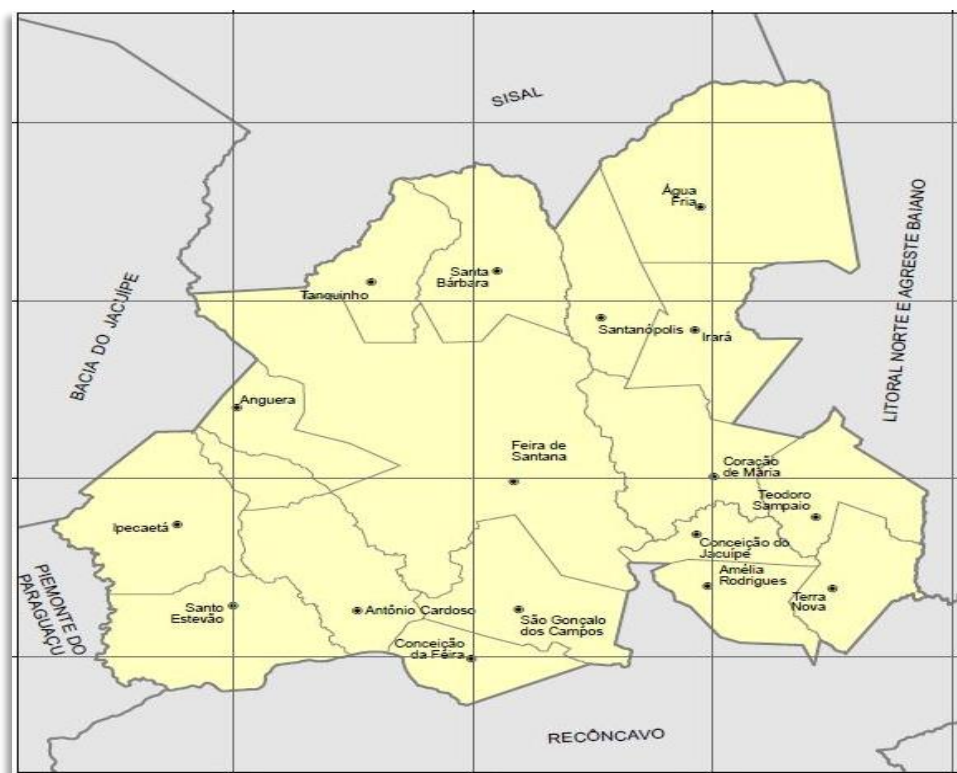 SISAL
Água
Fria
LITORAL NORTE E AGRESTE BAIANO
BACIA DO JACUÍPE
Santa
Bárbara
Tanquinho
Santanópolis
Irará
Anguera
Feira de
Santana
Coração
de Maria
Teodoro
Sampaio
Ipecaetá
Conceição do
Jacuípe
Amélia
Rodrigues
Terra
Nova
PIEMONTE DO
PARAGUAÇU
Santo
Estevão
Antônio Cardoso
São Gonçalo
dos Campos
Conceição
da Feira
RECÔNCAVO